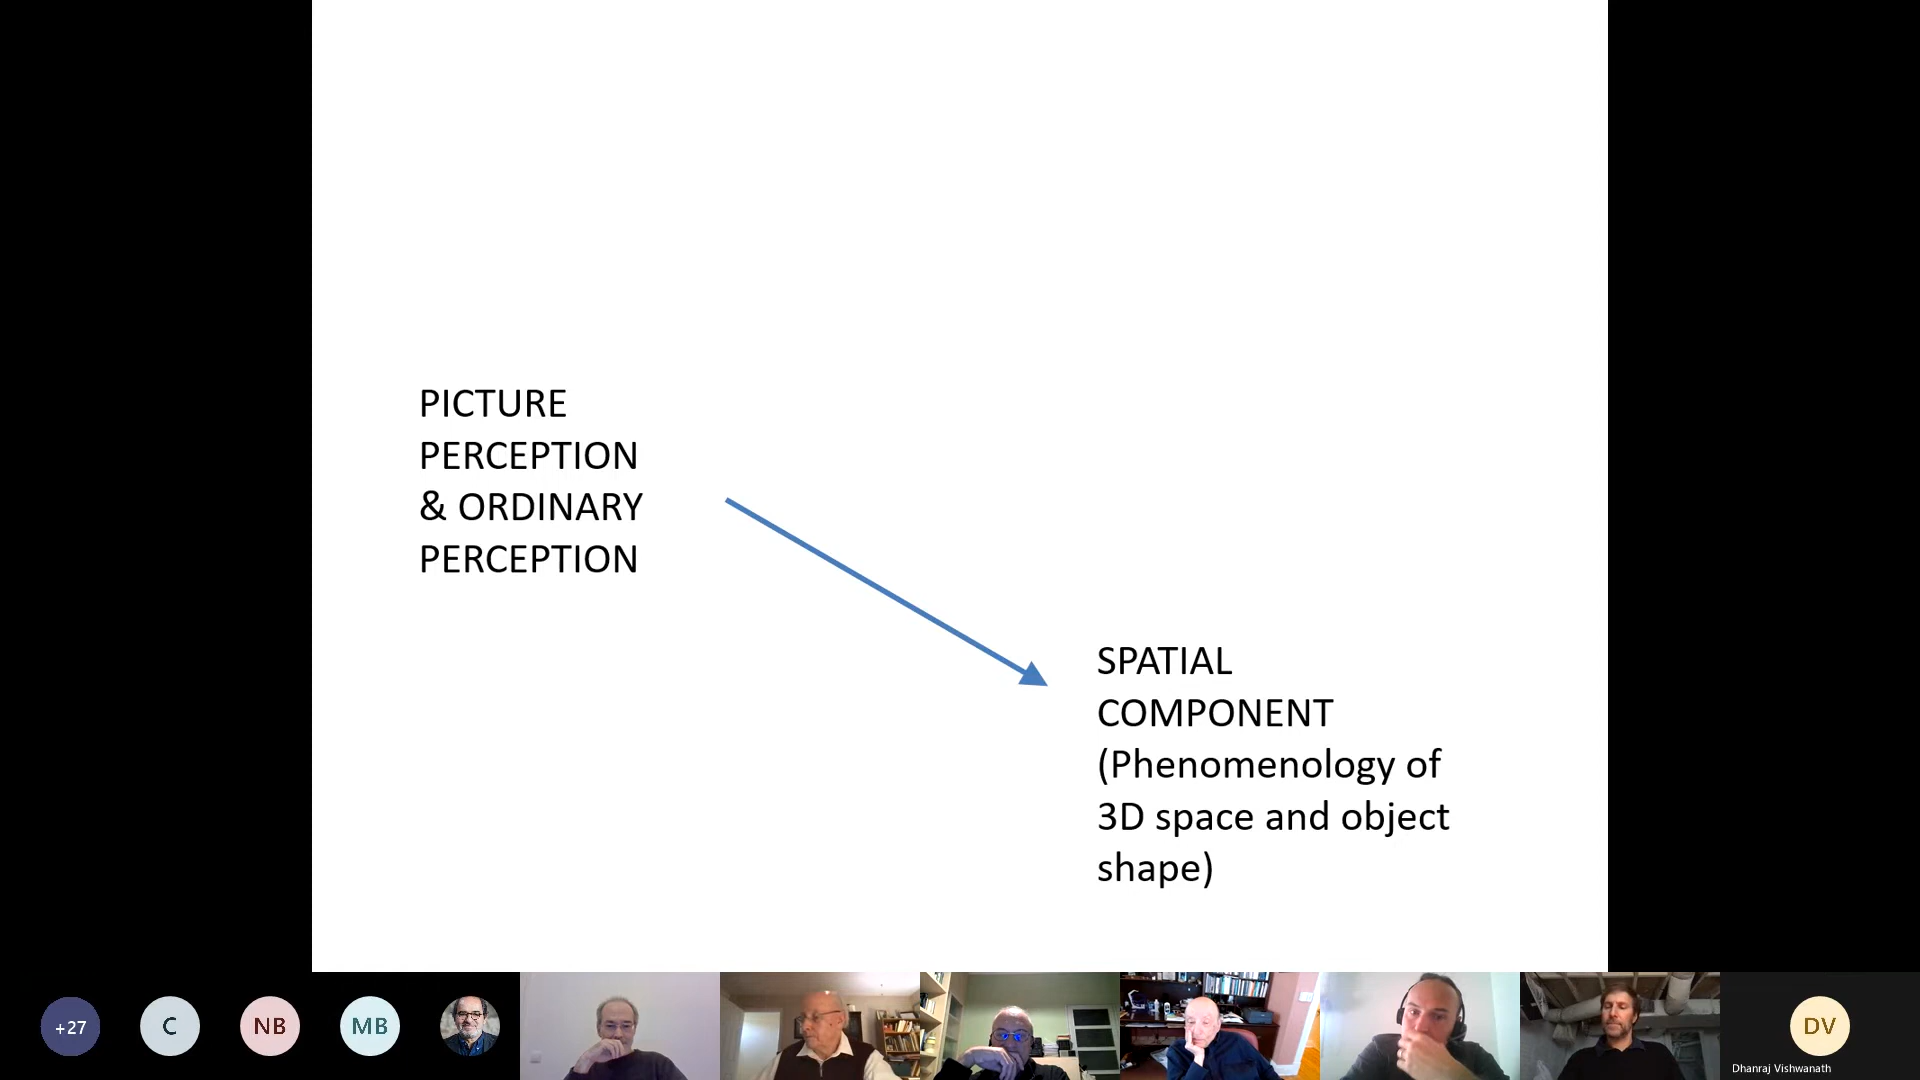 PICTURE
PERCEPTION
& ORDINARY
PERCEPTION
SPATIAL
COMPONENT
(Phenomenology of
3D space and object
shape)
+27
C
NB
MB
DV
Dhanraj Vishwanath